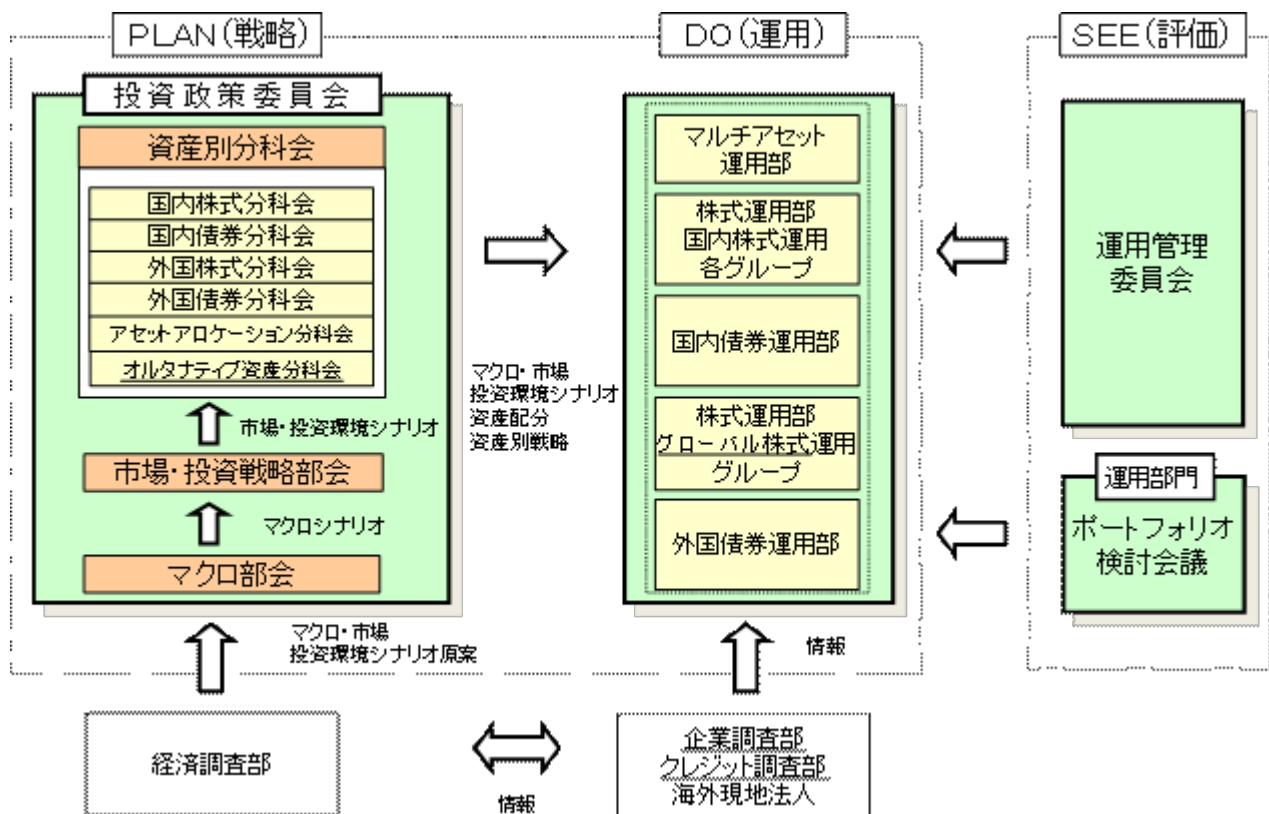 PLAN(戦略)
投資政策委員会
資産別分科会
国内株式分科会
国内債券分科会
外国株式分科会
外国債券分科会
アセットアロケーション分科会
オルタナティブ資産分科会
市場・投資環境シナリオ
市場・投資戦略部会
マクロシナリオ
マクロ部会
マクロ・市場
投資環境シナリオ原案
経済調査部
マクロ・市場
投資環境シナリオ
資産配分
資産別戦略
情報
DO(運用)
マルチアセット
運用部
株式運用部
国内株式運用
各グループ
国内債券運用部
株式運用部
グローバル株式運用
グループ
外国債券運用部
情報
企業調査部
クレジット調査部
海外現地法人
SEE(評価)
運用管理
委員会
運用部門
ポートフォリオ
検討会議